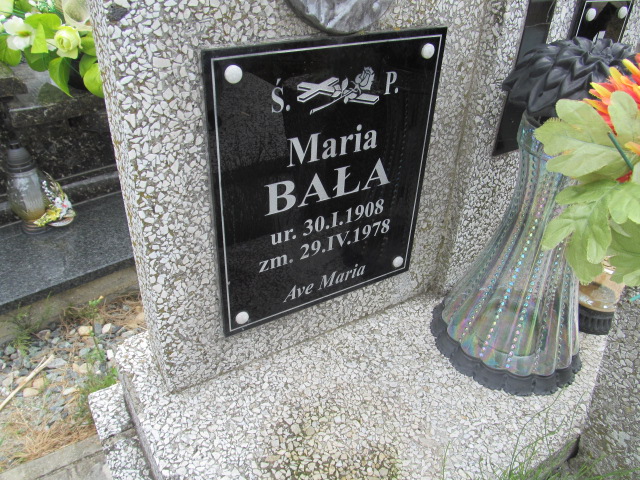 Ś. P.
Maria
BAŁA
ur. 30.I.1908
zm. 29.IV.1978
Ave Maria